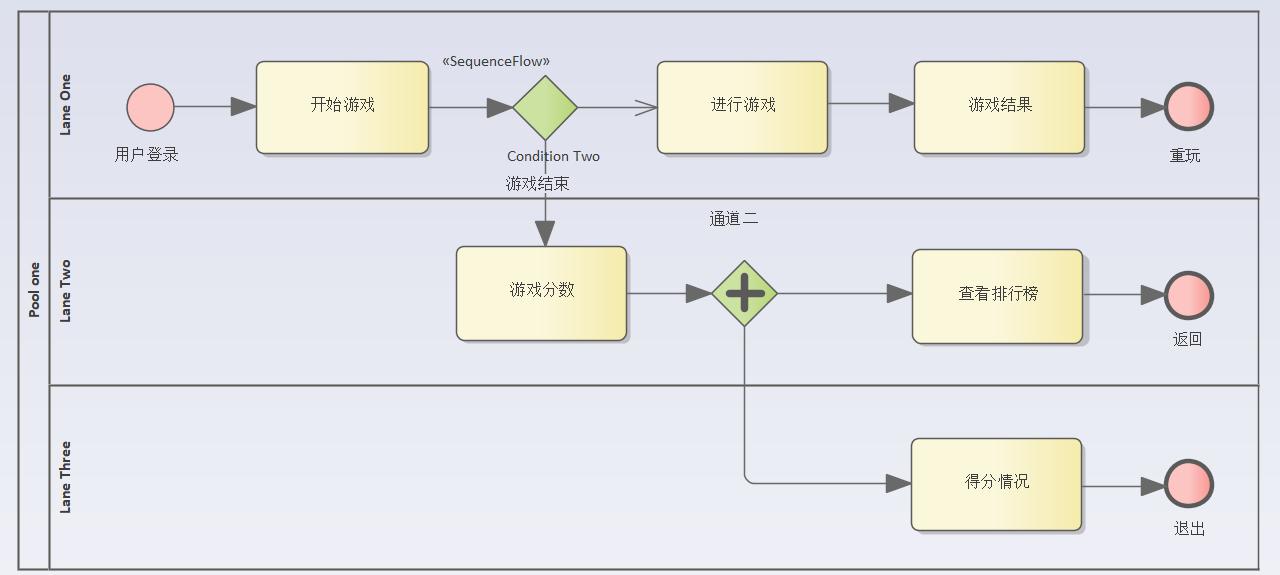 Pool one
Lane One
«SequenceFlow»
用户登录
开始游戏
Condition Two
游戏结束
进行游戏
游戏结果
重玩
Lane Two
通道二
游戏分数
查看排行榜
返回
Lane Three
得分情况
退出